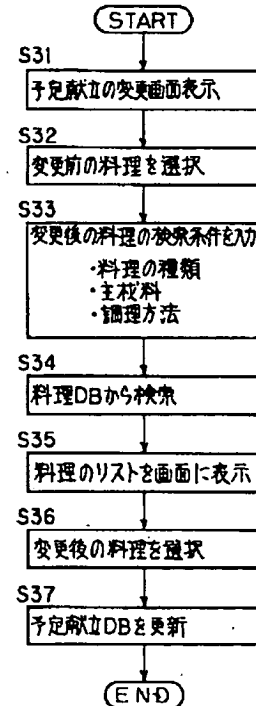 START
S31
予定献立の変更画面表示
S32
変更前の料理を選択
S33
変更後の料理の検索条件を入力
・料理の種類
・主材料
・調理方法
S34
料理DBから検索
S35
料理のリストを画面に表示
S36
変更後の料理を選択
S37
予定献立DBを更新
END